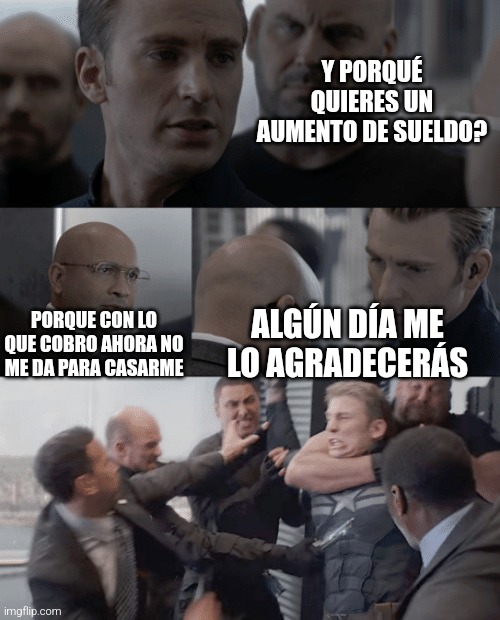 Y PORQUÉ
QUIERES UN
AUMENTO DE SUELDO?
PORQUE CON LO
QUE COBRO AHORA NO
ME DA PARA CASARME
ALGÚN DÍA ME
LO AGRADECERÁS
imgflip.com